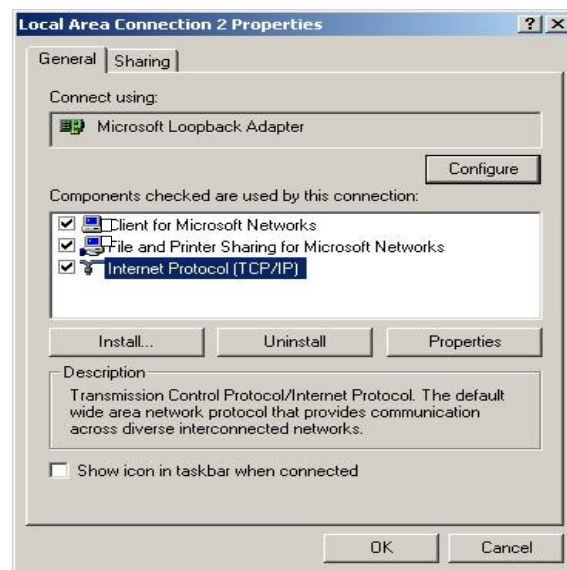 Local Area Connection 2 Properties
General Sharing
Connect using:
Microsoft Loopback Adapter
Configure
Components checked are used by this connection:
Client for Microsoft Networks
File and Printer Sharing for Microsoft Networks
Internet Protocol (TCP/IP)
Install... Uninstall Properties
Description
Transmission Control Protocol/Internet Protocol. The default
wide area network protocol that provides communication
across diverse interconnected networks.
Show icon in taskbar when connected
OK Cancel